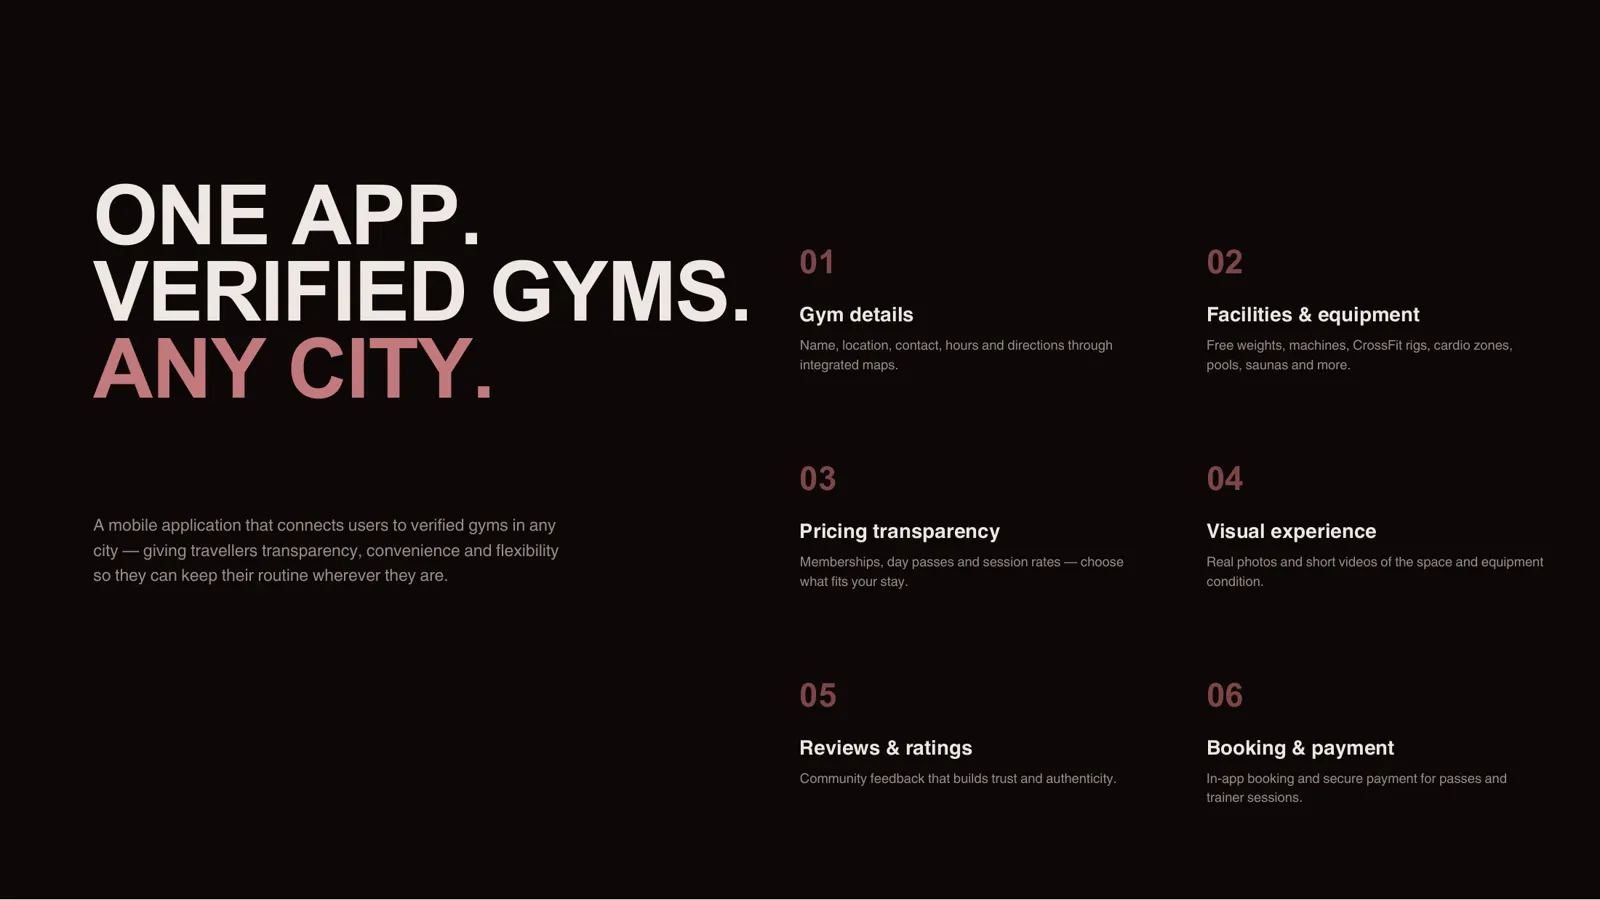 ONE APP.
VERIFIED GYMS.
ANY CITY.
A mobile application that connects users to verified gyms in any
city — giving travellers transparency, convenience and flexibility
so they can keep their routine wherever they are.
01
Gym details
Name, location, contact, hours and directions through
integrated maps.
02
Facilities & equipment
Free weights, machines, CrossFit rigs, cardio zones,
pools, saunas and more.
03
Pricing transparency
Memberships, day passes and session rates — choose
what fits your stay.
04
Visual experience
Real photos and short videos of the space and equipment
condition.
05
Reviews & ratings
Community feedback that builds trust and authenticity.
06
Booking & payment
In-app booking and secure payment for passes and
trainer sessions.